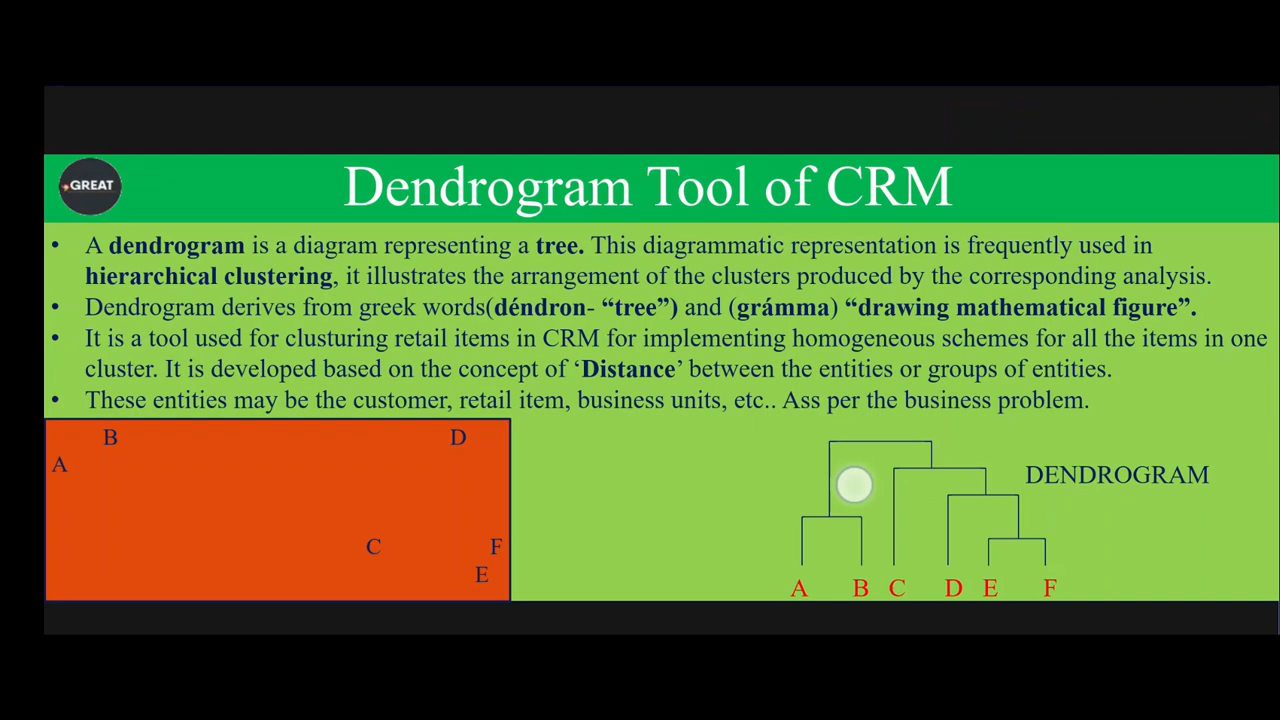 GREAT
Dendrogram Tool of CRM
• A dendrogram is a diagram representing a tree. This diagrammatic representation is frequently used in
hierarchical clustering, it illustrates the arrangement of the clusters produced by the corresponding analysis.
• Dendrogram derives from greek words(déndron- “tree”) and (grámma) “drawing mathematical figure”.
• It is a tool used for clusturing retail items in CRM for implementing homogeneous schemes for all the items in one
cluster. It is developed based on the concept of ‘Distance’ between the entities or groups of entities.
• These entities may be the customer, retail item, business units, etc.. Ass per the business problem.
B D
A
C F
E
DENDROGRAM
A B C D E F